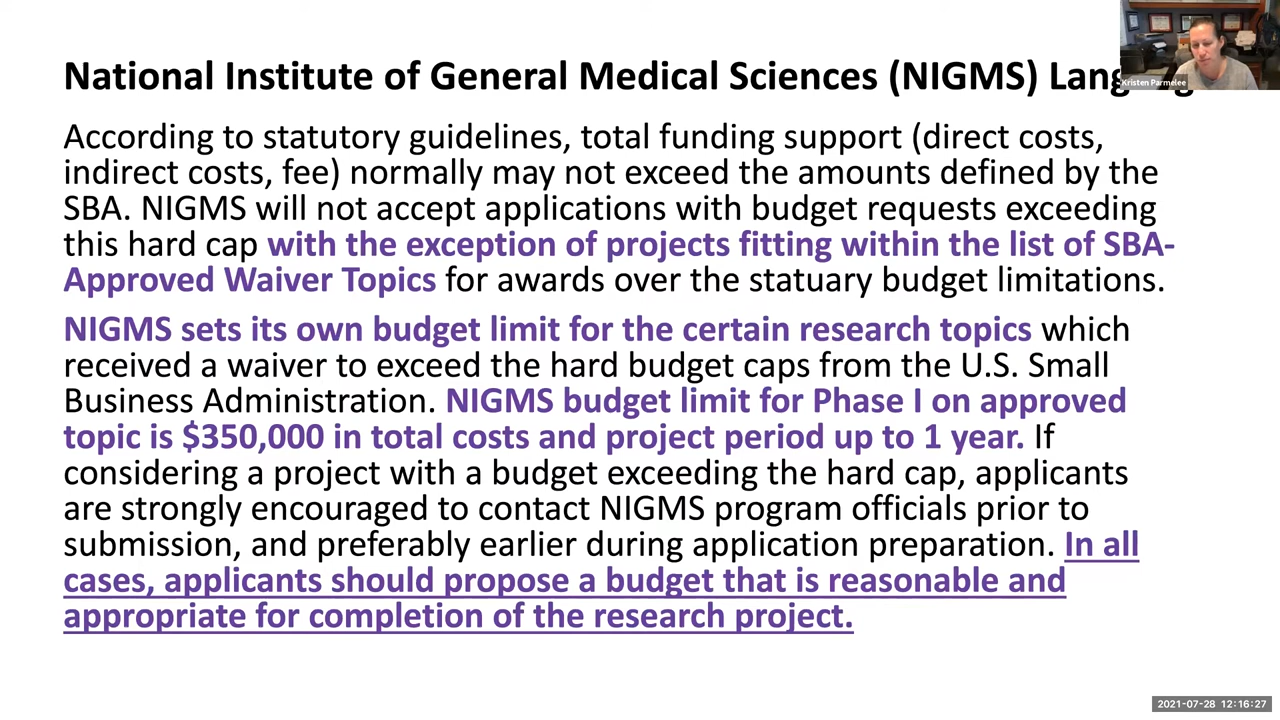 National Institute of General Medical Sciences (NIGMS)
Kristen Parmelee
According to statutory guidelines, total funding support (direct costs,
indirect costs, fee) normally may not exceed the amounts defined by the
SBA. NIGMS will not accept applications with budget requests exceeding
this hard cap with the exception of projects fitting within the list of SBA-
Approved Waiver Topics for awards over the statuary budget limitations.
NIGMS sets its own budget limit for the certain research topics which
received a waiver to exceed the hard budget caps from the U.S. Small
Business Administration. NIGMS budget limit for Phase I on approved
topic is $350,000 in total costs and project period up to 1 year. If
considering a project with a budget exceeding the hard cap, applicants
are strongly encouraged to contact NIGMS program officials prior to
submission, and preferably earlier during application preparation. In all
cases, applicants should propose a budget that is reasonable and
appropriate for completion of the research project.
2021-07-28 12:16:27